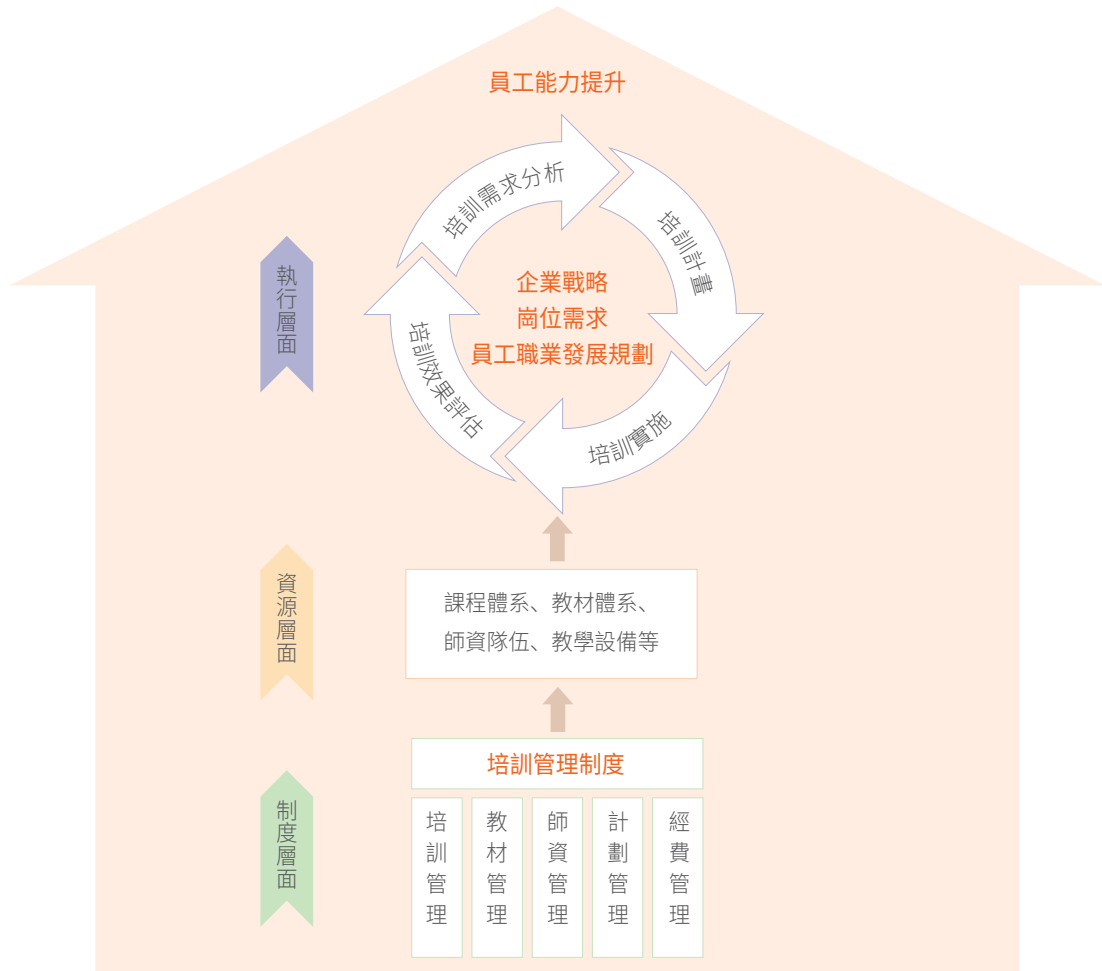 員工能力提升
培訓需求分析
培訓計畫
培訓實施
培訓效果評估
企業戰略
崗位需求
員工職業發展規劃
執行層面
資源層面
課程體系、教材體系、
師資隊伍、教學設備等
制度層面
培訓管理制度
培訓管理
教材管理
師資管理
計劃管理
經費管理